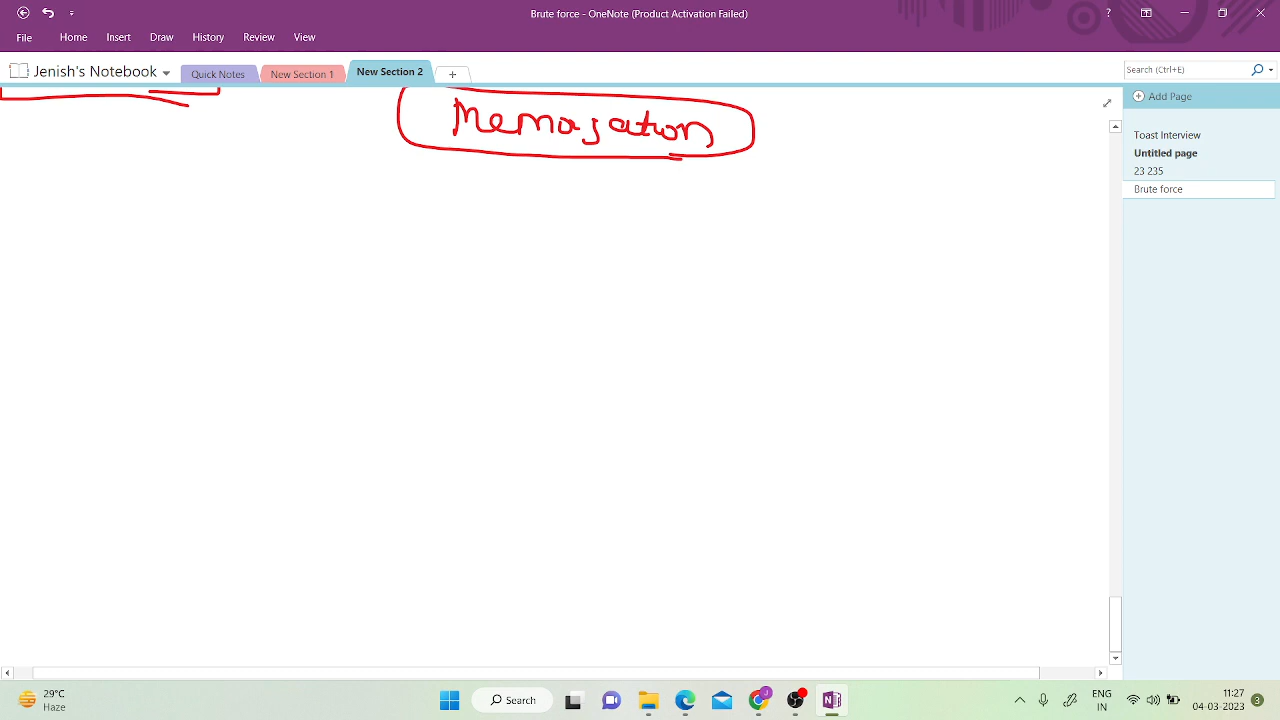 Brute force - OneNote (Product Activation Failed)
?
File Home Insert Draw History Review View
Jenish's Notebook Quick Notes New Section 1 New Section 2 +
Search (Ctrl+E)
Add Page
Memojation
Toast Interview
Untitled page
23 235
Brute force
29°C
Haze
Search
J
N
ENG
IN
11:27
04-03-2023
3